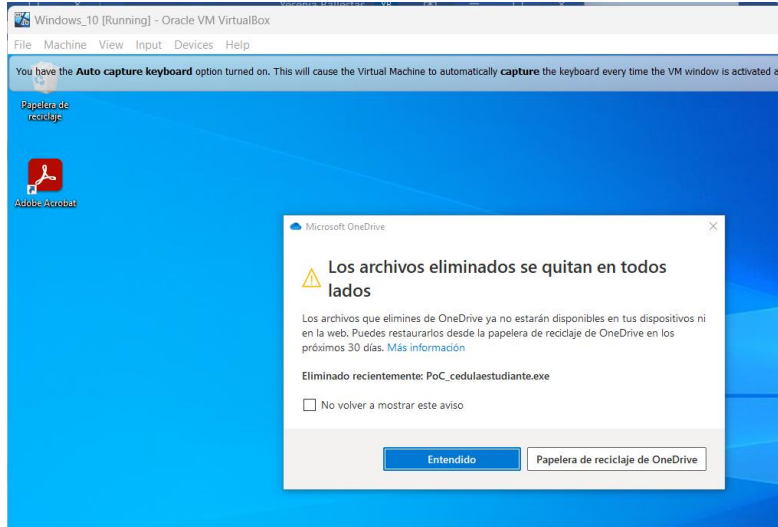 Windows_10 [Running] - Oracle VM VirtualBox
File Machine View Input Devices Help
You have the Auto capture keyboard option turned on. This will cause the Virtual Machine to automatically capture the keyboard every time the VM window is activated a
Papelera de
reciclaje
Adobe Acrobat
Microsoft OneDrive
Los archivos eliminados se quitan en todos
lados
Los archivos que elimines de OneDrive ya no estarán disponibles en tus dispositivos ni
en la web. Puedes restaurarlos desde la papelera de reciclaje de OneDrive en los
próximos 30 días. Más información
Eliminado recientemente: PoC_cedulaestudiante.exe
No volver a mostrar este aviso
Entendido
Papelera de reciclaje de OneDrive